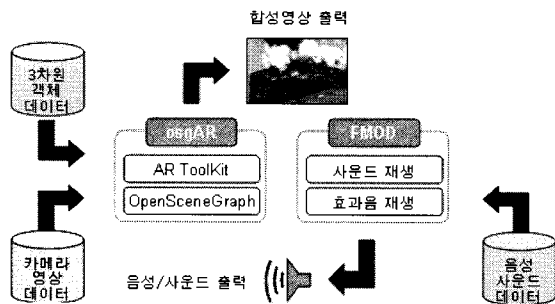 합성영상 출력
3차원
객체
데이터
osgAR
FMOD
AR ToolKit
사운드 재생
OpenSceneGraph
효과음 재생
카메라
영상
데이터
음성/사운드 출력
음성
사운드
데이터